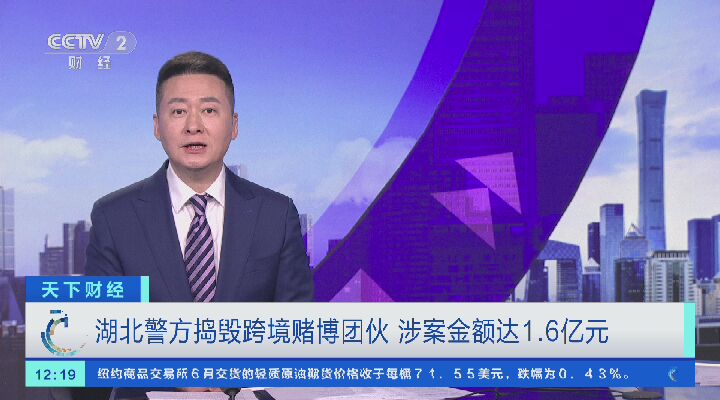 CCTV 2
财经
天下财经
湖北警方捣毁跨境赌博团伙 涉案金额达1.6亿元
12:19 纽约商品交易所6月交货的轻质原油期货价格收于每桶71.55美元，跌幅为0.43%。